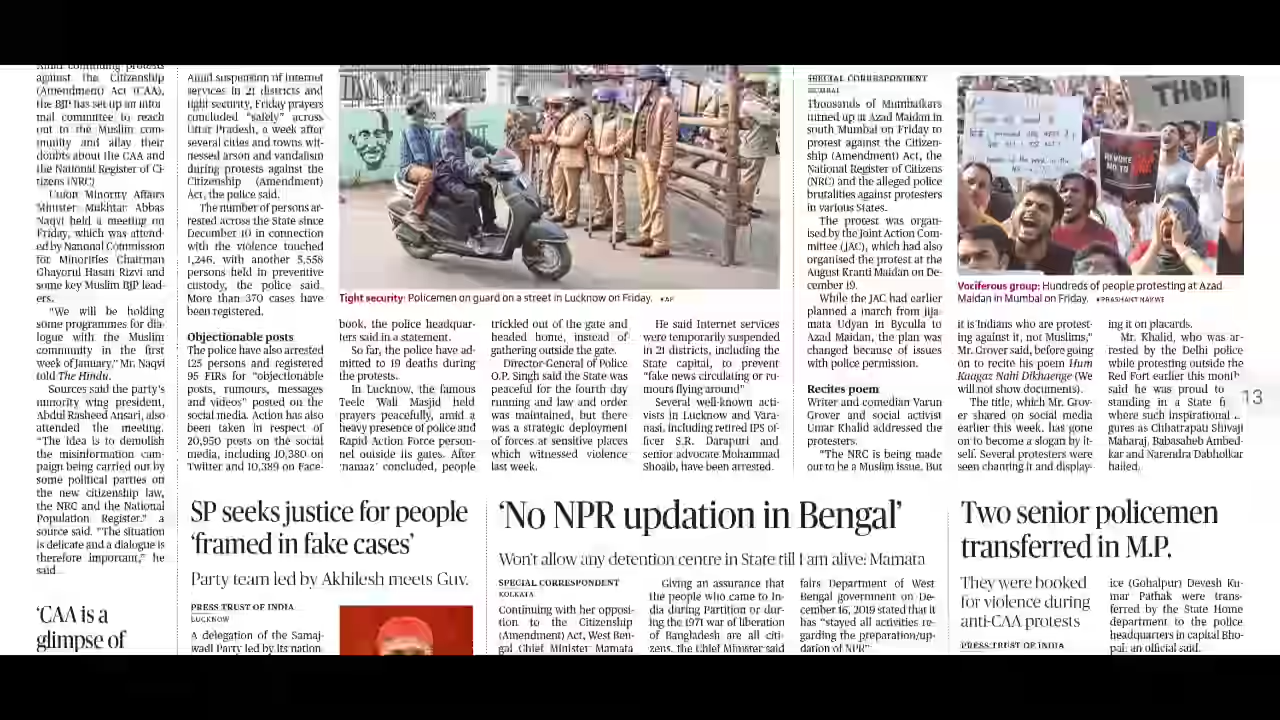 Amid continuing protests
against the Citizenship
(Amendment) Act (CAA),
the BJP has set up an infor-
mal committee to reach
out to the Muslim com-
munity and allay their
doubts about the CAA and
the National Register of Ci-
tizens (NRC)
Union Minority Affairs
Minister Mukhtar Abbas
Naqvi held a meeting on
Friday, which was attend-
ed by National Commission
for Minorities Chairman
Ghayorul Hasan Rizvi and
some key Muslim BJP lead-
ers.
"We will be holding
some programmes for dia-
logue with the Muslim
community in the first
week of January," Mr. Naqvi
told The Hindu.
Sources said the party's
minority wing president,
Abdul Rasheed Ansari, also
attended the meeting.
"The idea is to demolish
the misinformation cam-
paign being carried out by
some political parties on
the new citizenship law,
the NRC and the National
Population Register." a
source said. "The situation
is delicate and a dialogue is
therefore important," he
said
'CAA is a
glimpse of
Amid suspension of internet
services in 21 districts and
tight security, Friday prayers
concluded "safely" across
Uttar Pradesh, a week after
several cities and towns wit-
nessed arson and vandalism
during protests against the
Citizenship (Amendment)
Act, the police said.
The number of persons ar-
rested across the State since
December 10 in connection
with the violence touched
1,246, with another 5,558
persons held in preventive
custody, the police said.
More than 370 cases have
been registered.
Objectionable posts
The police have also arrested
125 persons and registered
95 FIRs for "objectionable
posts, rumours, messages
and videos" posted on the
social media. Action has also
been taken in respect of
20,950 posts on the social
media, including 10,380 on
Twitter and 10,389 on Face-
Tight security: Policemen on guard on a street in Lucknow on Friday. •AP
book, the police headquar-
ters said in a statement.
So far, the police have ad-
mitted to 19 deaths during
the protests.
In Lucknow, the famous
Teele Wali Masjid held
prayers peacefully, amid a
heavy presence of police and
Rapid Action Force person-
nel outside its gates. After
'namaz' concluded, people
trickled out of the gate and
headed home, instead of
gathering outside the gate.
Director-General of Police
O.P. Singh said the State was
peaceful for the fourth day
running and law and order
was maintained, but there
was a strategic deployment
of forces at sensitive places
which witnessed violence
last week.
He said Internet services
were temporarily suspended
in 21 districts, including the
State capital, to prevent
"fake news circulating or ru-
mours flying around"
Several well-known acti-
vists in Lucknow and Vara-
nasi, including retired IPS of-
ficer S.R. Darapuri and
senior advocate Mohammad
Shoaib, have been arrested.
SPECIAL CORRESPONDENT
MUMBAI
Thousands of Mumbaikars
turned up at Azad Maidan in
south Mumbai on Friday to
protest against the Citizen-
ship (Amendment) Act, the
National Register of Citizens
(NRC) and the alleged police
brutalities against protesters
in various States.
The protest was organ-
ised by the Joint Action Com-
mittee (JAC), which had also
organised the protest at the
August Kranti Maidan on De-
cember 19.
While the JAC had earlier
planned a march from Jija-
mata Udyan in Byculla to
Azad Maidan, the plan was
changed because of issues
with police permission.
Recites poem
Writer and comedian Varun
Grover and social activist
Umar Khalid addressed the
protesters.
"The NRC is being made
out to be a Muslim issue. But
Vociferous group: Hundreds of people protesting at Azad
Maidan in Mumbai on Friday. •PRASHANT NAKWE
it is Indians who are protest-
ing against it, not Muslims,"
Mr. Grover said, before going
on to recite his poem Hum
Kaagaz Nahi Dikhaenge (We
will not show documents).
The title, which Mr. Grov-
er shared on social media
earlier this week, has gone
on to become a slogan by it-
self. Several protesters were
seen chanting it and display-
ing it on placards.
Mr. Khalid, who was ar-
rested by the Delhi police
while protesting outside the
Red Fort earlier this month
said he was proud to
standing in a State
where such inspirational
gures as Chhatrapati Shivaji
Maharaj, Babasaheb Ambed-
kar and Narendra Dabholkar
hailed.
13
SP seeks justice for people
'framed in fake cases'
Party team led by Akhilesh meets Guv.
PRESS TRUST OF INDIA
LUCKNOW
A delegation of the Samaj-
wadi Party led by its nation-
'No NPR updation in Bengal'
Won't allow any detention centre in State till I am alive: Mamata
SPECIAL CORRESPONDENT
KOLKATA
Continuing with her opposi-
tion to the Citizenship
(Amendment) Act, West Ben-
gal Chief Minister Mamata
Giving an assurance that
the people who came to In-
dia during Partition or dur-
ing the 1971 war of liberation
of Bangladesh are all citi-
zens, the Chief Minister said
fairs Department of West
Bengal government on De-
cember 16, 2019 stated that it
has "stayed all activities re-
garding the preparation/up-
dation of NPR"
Two senior policemen
transferred in M.P.
They were booked
for violence during
anti-CAA protests
PRESS TRUST OF INDIA
ice (Gohalpur) Devesh Ku-
mar Pathak were trans-
ferred by the State Home
department to the police
headquarters in capital Bho-
pal, an official said.